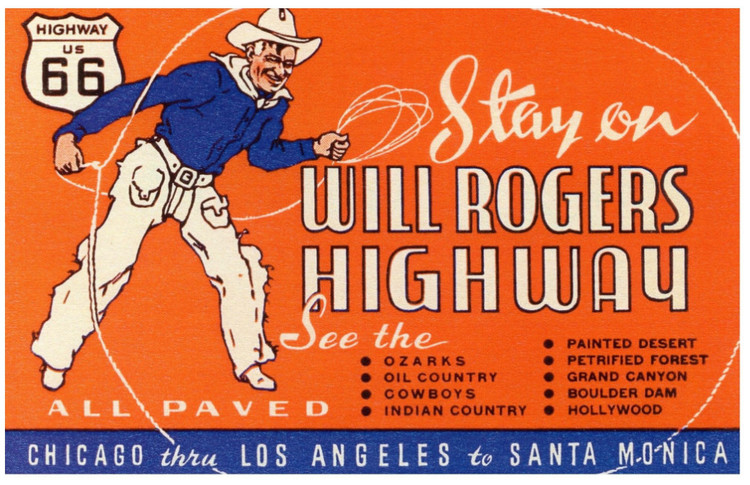 HIGHWAY
US
66
Stay on
WILL ROGERS
HIGHWAY
See the
● OZARKS
● OIL COUNTRY
● COWBOYS
● INDIAN COUNTRY
● PAINTED DESERT
● PETRIFIED FOREST
● GRAND CANYON
● BOULDER DAM
● HOLLYWOOD
ALL PAVED
CHICAGO thru LOS ANGELES to SANTA MONICA